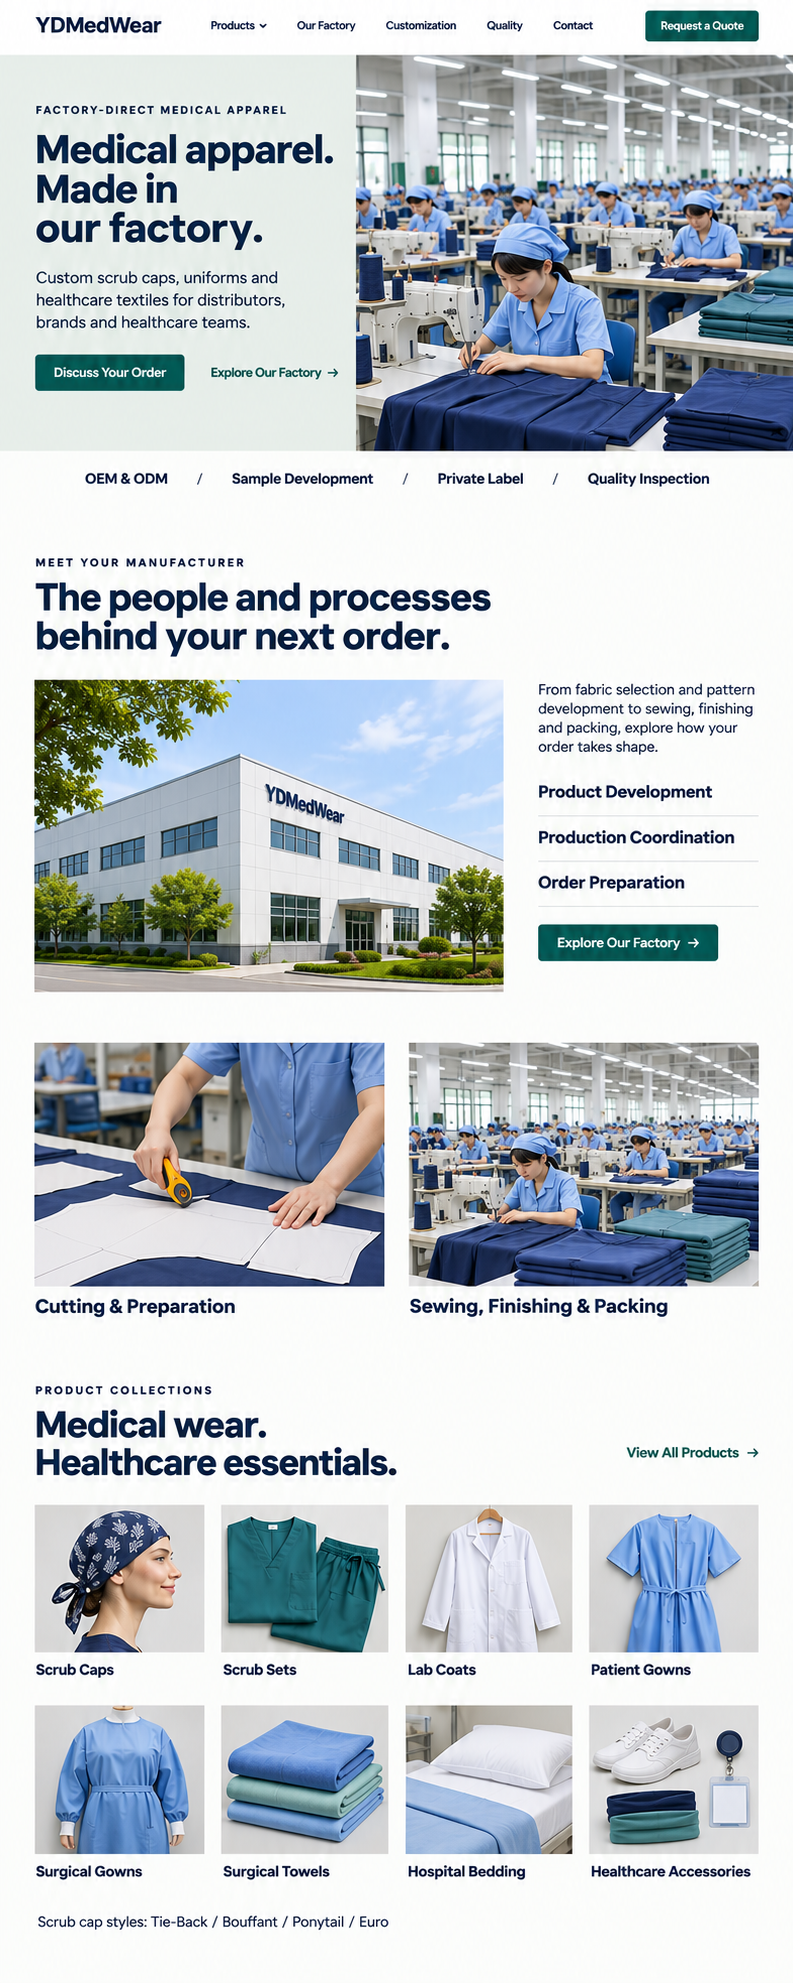 YDMedWear
Products
Our Factory
Customization
Quality
Contact
Request a Quote
FACTORY-DIRECT MEDICAL APPAREL
Medical apparel.
Made in
our factory.
Custom scrub caps, uniforms and
healthcare textiles for distributors,
brands and healthcare teams.
Discuss Your Order
Explore Our Factory →
OEM & ODM / Sample Development / Private Label / Quality Inspection
MEET YOUR MANUFACTURER
The people and processes
behind your next order.
YDMedWear
From fabric selection and pattern
development to sewing, finishing
and packing, explore how your
order takes shape.
Product Development
Production Coordination
Order Preparation
Explore Our Factory →
Cutting & Preparation
Sewing, Finishing & Packing
PRODUCT COLLECTIONS
Medical wear.
Healthcare essentials.
View All Products →
Scrub Caps
Scrub Sets
Lab Coats
Patient Gowns
Surgical Gowns
Surgical Towels
Hospital Bedding
Healthcare Accessories
Scrub cap styles: Tie-Back / Bouffant / Ponytail / Euro